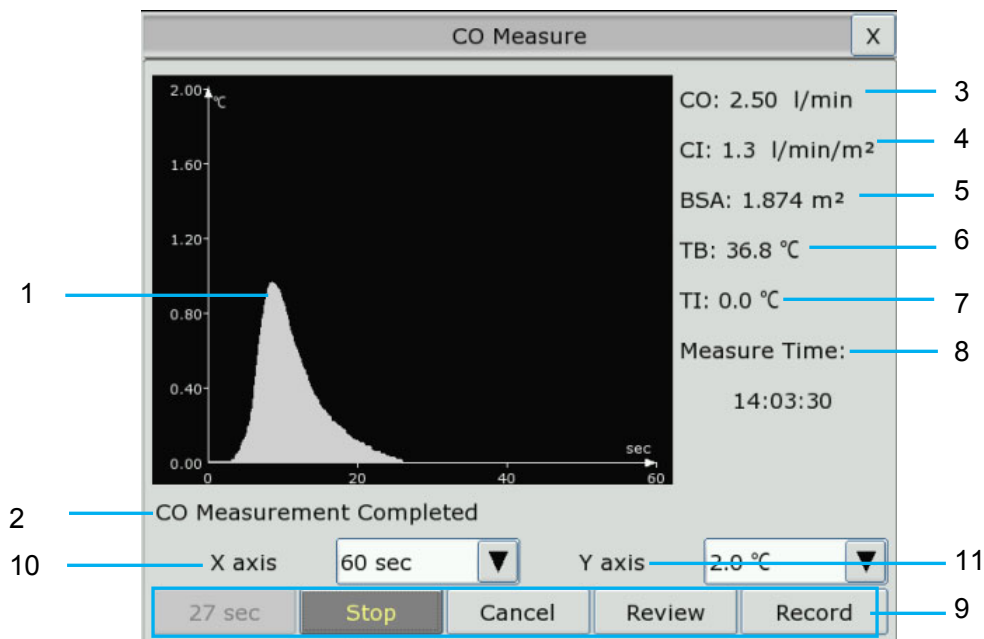 CO Measure X
2.00 ℃
1.60
1.20
0.80
0.40
0.00
0 20 40 60
sec
CO: 2.50 l/min 3
CI: 1.3 l/min/m² 4
BSA: 1.874 m² 5
TB: 36.8 ℃ 6
TI: 0.0 ℃ 7
Measure Time: 8
14:03:30
1
2 CO Measurement Completed
10 X axis 60 sec ▼ Y axis 2.0 ℃ ▼ 11
27 sec Stop Cancel Review Record 9